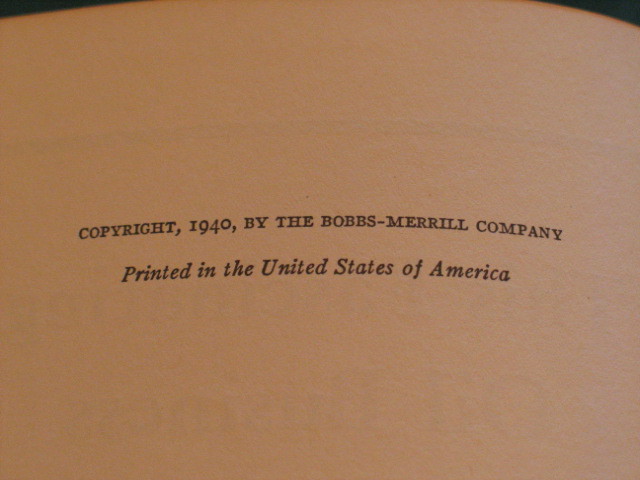 COPYRIGHT, 1940, BY THE BOBBS-MERRILL COMPANY
Printed in the United States of America